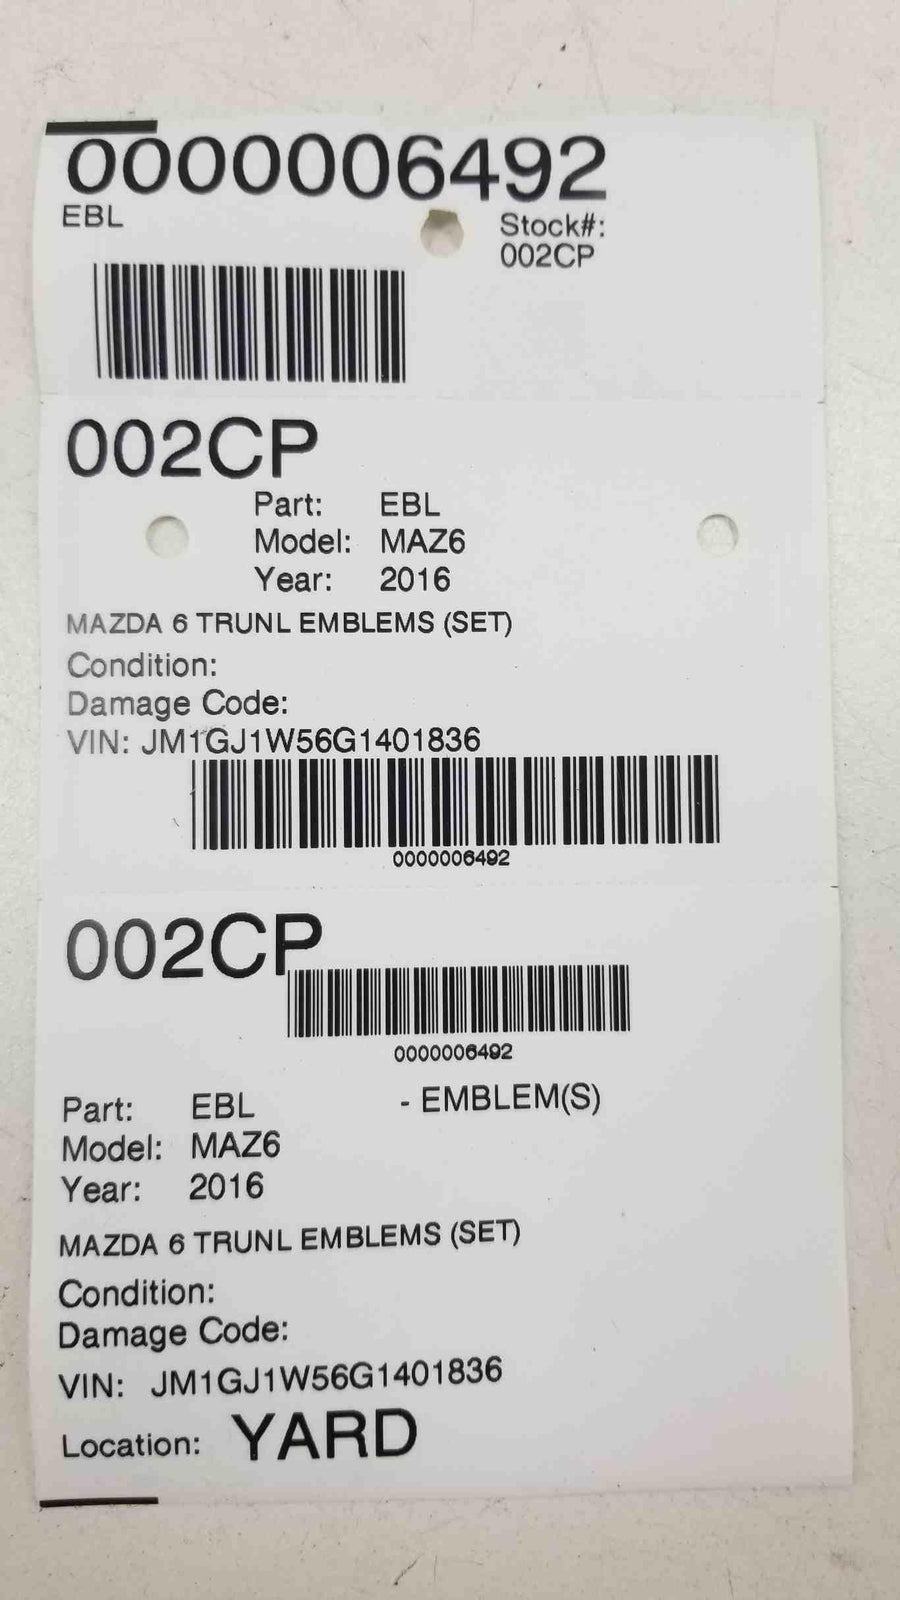 0000006492
EBL
Stock#:
002CP
002CP
Part: EBL
Model: MAZ6
Year: 2016
MAZDA 6 TRUNL EMBLEMS (SET)
Condition:
Damage Code:
VIN: JM1GJ1W56G1401836
0000006492
002CP
0000006492
Part: EBL - EMBLEM(S)
Model: MAZ6
Year: 2016
MAZDA 6 TRUNL EMBLEMS (SET)
Condition:
Damage Code:
VIN: JM1GJ1W56G1401836
Location: YARD